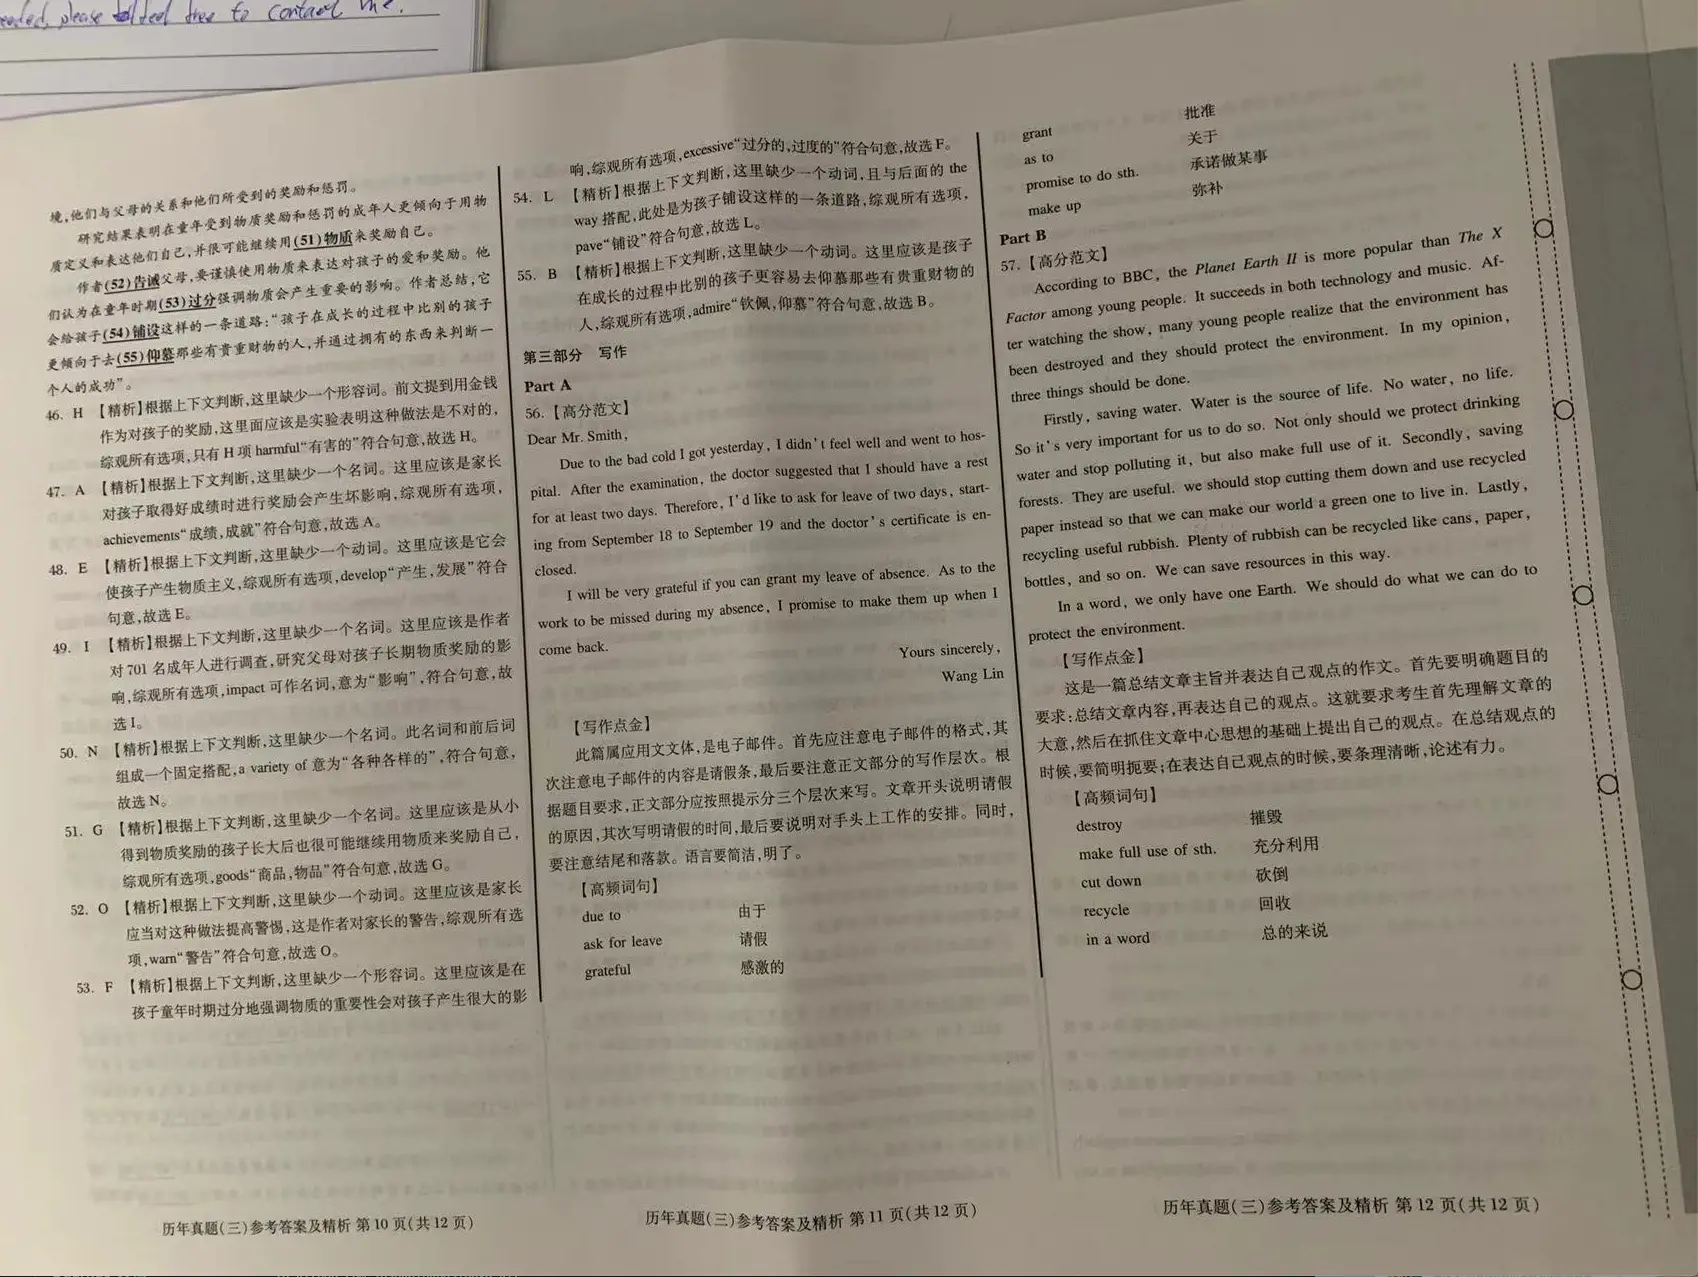 please feel free to contact me.
境,他们与父母的关系和他们所受到的奖励和惩罚。
研究结果表明在童年受到物质奖励和惩罚的成年人更倾向于用物
质定义和表达他们自己,并很可能继续用(51)物质来奖励自己。
作者(52)告诫父母,要谨慎使用物质来表达对孩子的爱和奖励。他
们认为在童年时期(53)过分强调物质会产生重要的影响。作者总结,它
会给孩子(54)铺设这样的一条道路:“孩子在成长的过程中比别的孩子
更倾向于去(55)仰慕那些有贵重财物的人,并通过拥有的东西来判断一
个人的成功”。
46. H 【精析】根据上下文判断,这里缺少一个形容词。前文提到用金钱
作为对孩子的奖励,这里面应该是实验表明这种做法是不对的,
综观所有选项,只有 H 项 harmful“有害的”符合句意,故选 H。
47. A 【精析】根据上下文判断,这里缺少一个名词。这里应该是家长
对孩子取得好成绩时进行奖励会产生坏影响,综观所有选项,
achievements“成绩,成就”符合句意,故选 A。
48. E 【精析】根据上下文判断,这里缺少一个动词。这里应该是它会
使孩子产生物质主义,综观所有选项,develop“产生,发展”符合
句意,故选 E。
49. I 【精析】根据上下文判断,这里缺少一个名词。这里应该是作者
对 701 名成年人进行调查,研究父母对孩子长期物质奖励的影
响,综观所有选项,impact 可作名词,意为“影响”,符合句意,故
选 I。
50. N 【精析】根据上下文判断,这里缺少一个名词。此名词和前后词
组成一个固定搭配,a variety of 意为“各种各样的”,符合句意,
故选 N。
51. G 【精析】根据上下文判断,这里缺少一个名词。这里应该是从小
得到物质奖励的孩子长大后也很可能继续用物质来奖励自己,
综观所有选项,goods“商品,物品”符合句意,故选 G。
52. O 【精析】根据上下文判断,这里缺少一个动词。这里应该是家长
应当对这种做法提高警惕,这是作者对家长的警告,综观所有选
项,warn“警告”符合句意,故选 O。
53. F 【精析】根据上下文判断,这里缺少一个形容词。这里应该是在
孩子童年时期过分地强调物质的重要性会对孩子产生很大的影
历年真题(三)参考答案及精析 第 10 页(共 12 页)
响,综观所有选项,excessive“过分的,过度的”符合句意,故选 F。
54. L 【精析】根据上下文判断,这里缺少一个动词,且与后面的 the
way 搭配,此处是为孩子铺设这样的一条道路,综观所有选项,
pave“铺设”符合句意,故选 L。
55. B 【精析】根据上下文判断,这里缺少一个动词。这里应该是孩子
在成长的过程中比别的孩子更容易去仰慕那些有贵重财物的
人,综观所有选项,admire“钦佩,仰慕”符合句意,故选 B。
第三部分 写作
Part A
56.【高分范文】
Dear Mr. Smith,
Due to the bad cold I got yesterday, I didn't feel well and went to hos-
pital. After the examination, the doctor suggested that I should have a rest
for at least two days. Therefore, I'd like to ask for leave of two days, start-
ing from September 18 to September 19 and the doctor's certificate is en-
closed.
I will be very grateful if you can grant my leave of absence. As to the
work to be missed during my absence, I promise to make them up when I
come back.
Yours sincerely,
Wang Lin
【写作点金】
此篇属应用文文体,是电子邮件。首先应注意电子邮件的格式,其
次注意电子邮件的内容是请假条,最后要注意正文部分的写作层次。根
据题目要求,正文部分应按照提示分三个层次来写。文章开头说明请假
的原因,其次写明请假的时间,最后要说明对手头上工作的安排。同时,
要注意结尾和落款。语言要简洁,明了。
【高频词句】
due to 由于
ask for leave 请假
grateful 感激的
历年真题(三)参考答案及精析 第 11 页(共 12 页)
grant 批准
as to 关于
promise to do sth. 承诺做某事
make up 弥补
Part B
57.【高分范文】
According to BBC, the Planet Earth II is more popular than The X
Factor among young people. It succeeds in both technology and music. Af-
ter watching the show, many young people realize that the environment has
been destroyed and they should protect the environment. In my opinion,
three things should be done.
Firstly, saving water. Water is the source of life. No water, no life.
So it's very important for us to do so. Not only should we protect drinking
water and stop polluting it, but also make full use of it. Secondly, saving
forests. They are useful. we should stop cutting them down and use recycled
paper instead so that we can make our world a green one to live in. Lastly,
recycling useful rubbish. Plenty of rubbish can be recycled like cans, paper,
bottles, and so on. We can save resources in this way.
In a word, we only have one Earth. We should do what we can do to
protect the environment.
【写作点金】
这是一篇总结文章主旨并表达自己观点的作文。首先要明确题目的
要求:总结文章内容,再表达自己的观点。这就要求考生首先理解文章的
大意,然后在抓住文章中心思想的基础上提出自己的观点。在总结观点的
时候,要简明扼要;在表达自己观点的时候,要条理清晰,论述有力。
【高频词句】
destroy 摧毁
make full use of sth. 充分利用
cut down 砍倒
recycle 回收
in a word 总的来说
历年真题(三)参考答案及精析 第 12 页(共 12 页)